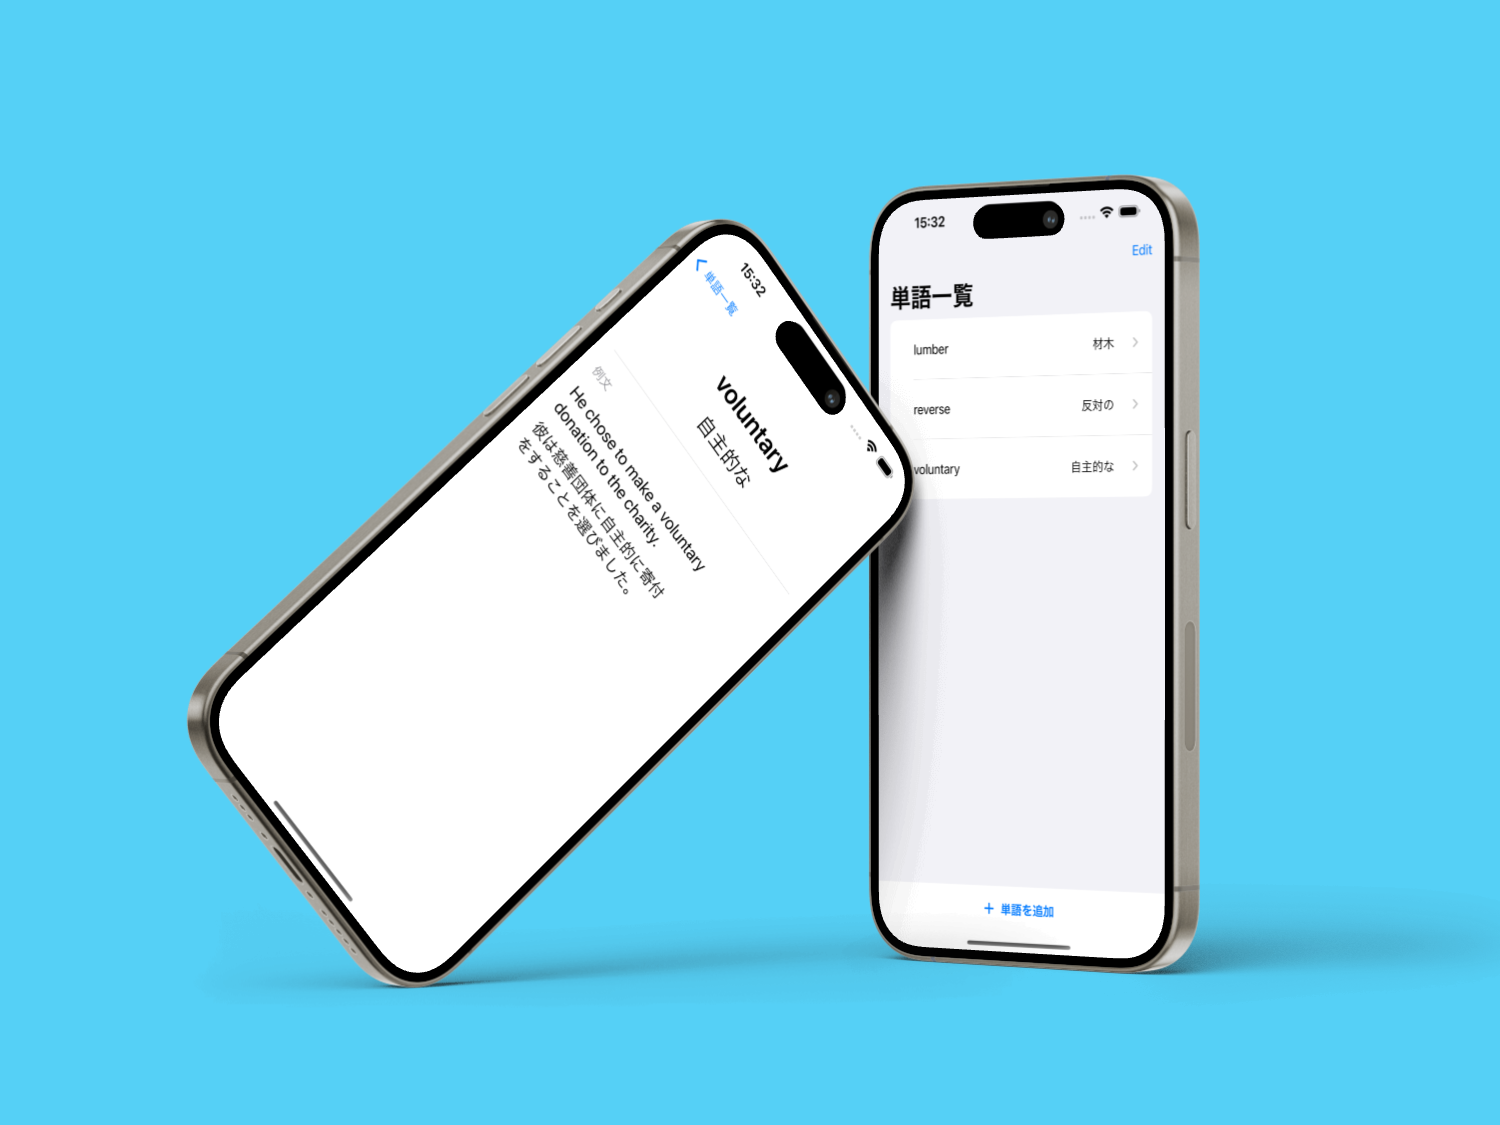 15:32
単語一覧
voluntary
自主的な
例文
He chose to make a voluntary
donation to the charity.
彼は慈善団体に自主的に寄付
をすることを選びました。
15:32
Edit
単語一覧
lumber 材木
reverse 反対の
voluntary 自主的な
+ 単語を追加